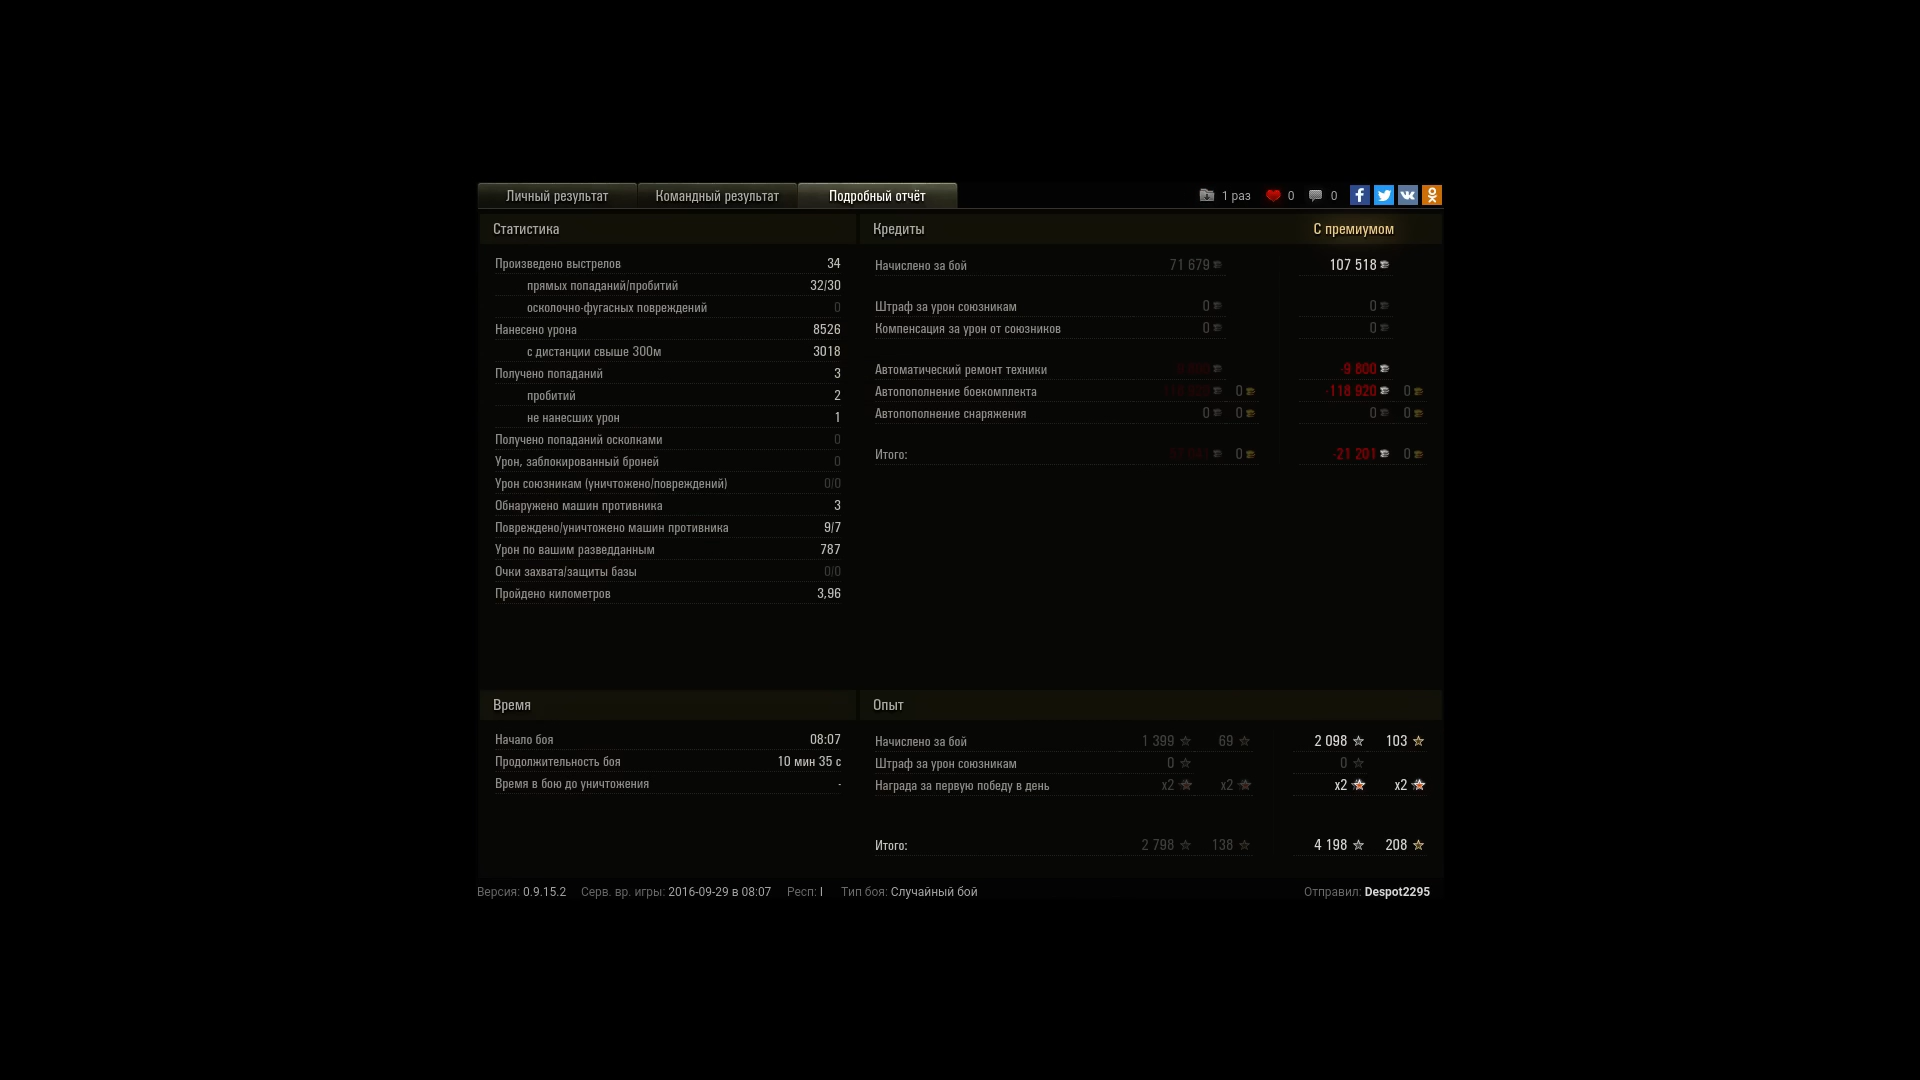 Личный результат Командный результат Подробный отчёт 1 раз 0 0
Статистика
Произведено выстрелов 34
прямых попаданий/пробитий 32/30
осколочно-фугасных повреждений 0
Нанесено урона 8526
с дистанции свыше 300м 3018
Получено попаданий 3
пробитий 2
не нанесших урон 1
Получено попаданий осколками 0
Урон, заблокированный броней 0
Урон союзникам (уничтожено/повреждений) 0/0
Обнаружено машин противника 3
Повреждено/уничтожено машин противника 9/7
Урон по вашим разведданным 787
Очки захвата/защиты базы 0/0
Пройдено километров 3,96
Кредиты С премиумом
Начислено за бой 71 679 107 518
Штраф за урон союзникам 0 0
Компенсация за урон от союзников 0 0
Автоматический ремонт техники -9 800
Автопополнение боекомплекта 0 -118 920 0
Автопополнение снаряжения 0 0 0 0
Итого: 0 -21 201 0
Время
Начало боя 08:07
Продолжительность боя 10 мин 35 с
Время в бою до уничтожения -
Опыт
Начислено за бой 1 399 69 2 098 103
Штраф за урон союзникам 0 0
Награда за первую победу в день x2 x2 x2 x2
Итого: 2 798 138 4 198 208
Версия: 0.9.15.2 Серв. вр. игры: 2016-09-29 в 08:07 Респ: I Тип боя: Случайный бой Отправил: Despot2295